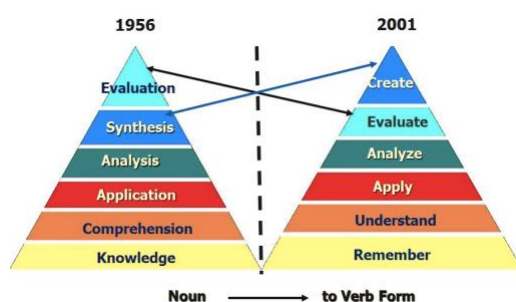 1956
Evaluation
Synthesis
Analysis
Application
Comprehension
Knowledge
2001
Create
Evaluate
Analyze
Apply
Understand
Remember
Noun to Verb Form